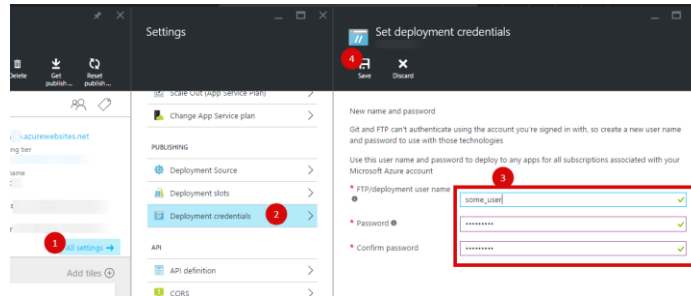 Delete
Get
publish...
Reset
publish...
.azurewebsites.net
ing tier
name
1
All settings →
Add tiles
Settings
Scale Out (App Service Plan)
Change App Service plan
PUBLISHING
Deployment Source
Deployment slots
Deployment credentials
2
API
API definition
CORS
Set deployment credentials
4
Save
Discard
New name and password
Git and FTP can't authenticate using the account you're signed in with, so create a new user name
and password to use with those technologies
Use this user name and password to deploy to any apps for all subscriptions associated with your
Microsoft Azure account
3
* FTP/deployment user name
some_user
* Password
•••••••••
* Confirm password
•••••••••